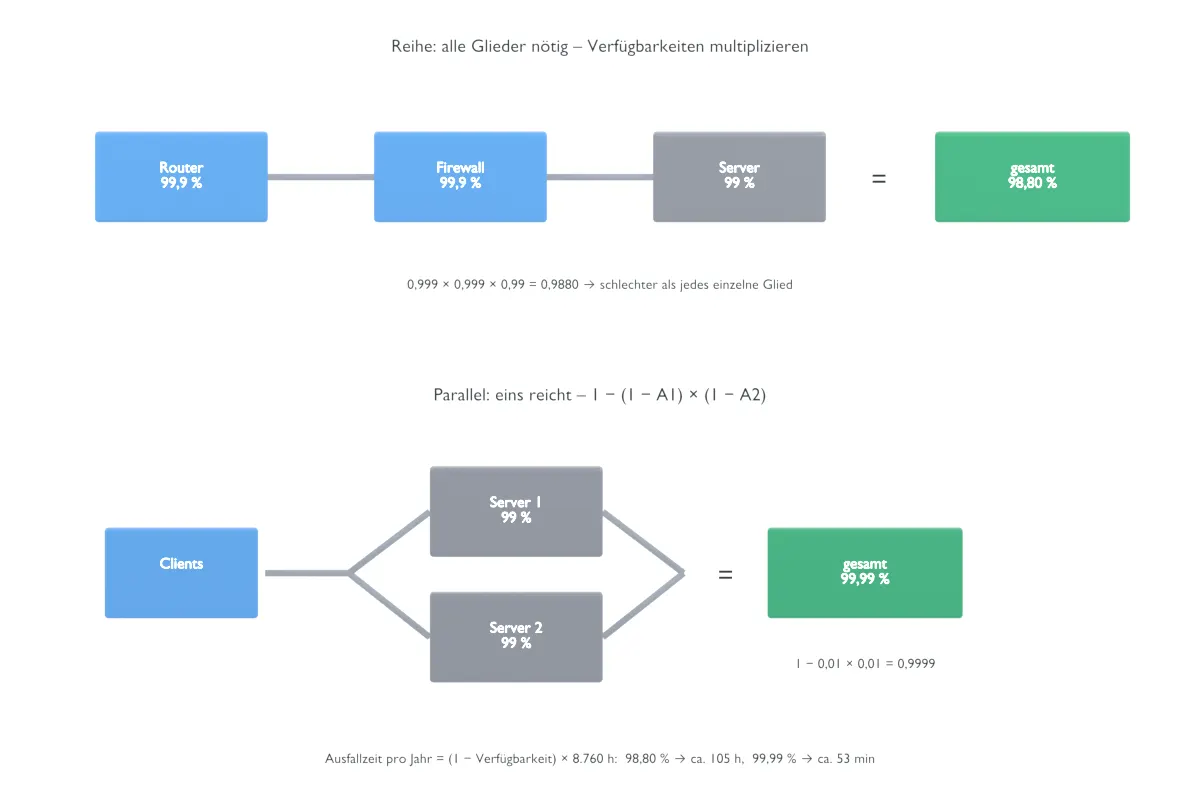 Reihe: alle Glieder nötig – Verfügbarkeiten multiplizieren
Router
99,9 %
Firewall
99,9 %
Server
99 %
=
gesamt
98,80 %
0,999 × 0,999 × 0,99 = 0,9880 → schlechter als jedes einzelne Glied
Parallel: eins reicht – 1 − (1 − A1) × (1 − A2)
Server 1
99 %
Clients
=
gesamt
99,99 %
Server 2
99 %
1 − 0,01 × 0,01 = 0,9999
Ausfallzeit pro Jahr = (1 − Verfügbarkeit) × 8.760 h: 98,80 % → ca. 105 h, 99,99 % → ca. 53 min